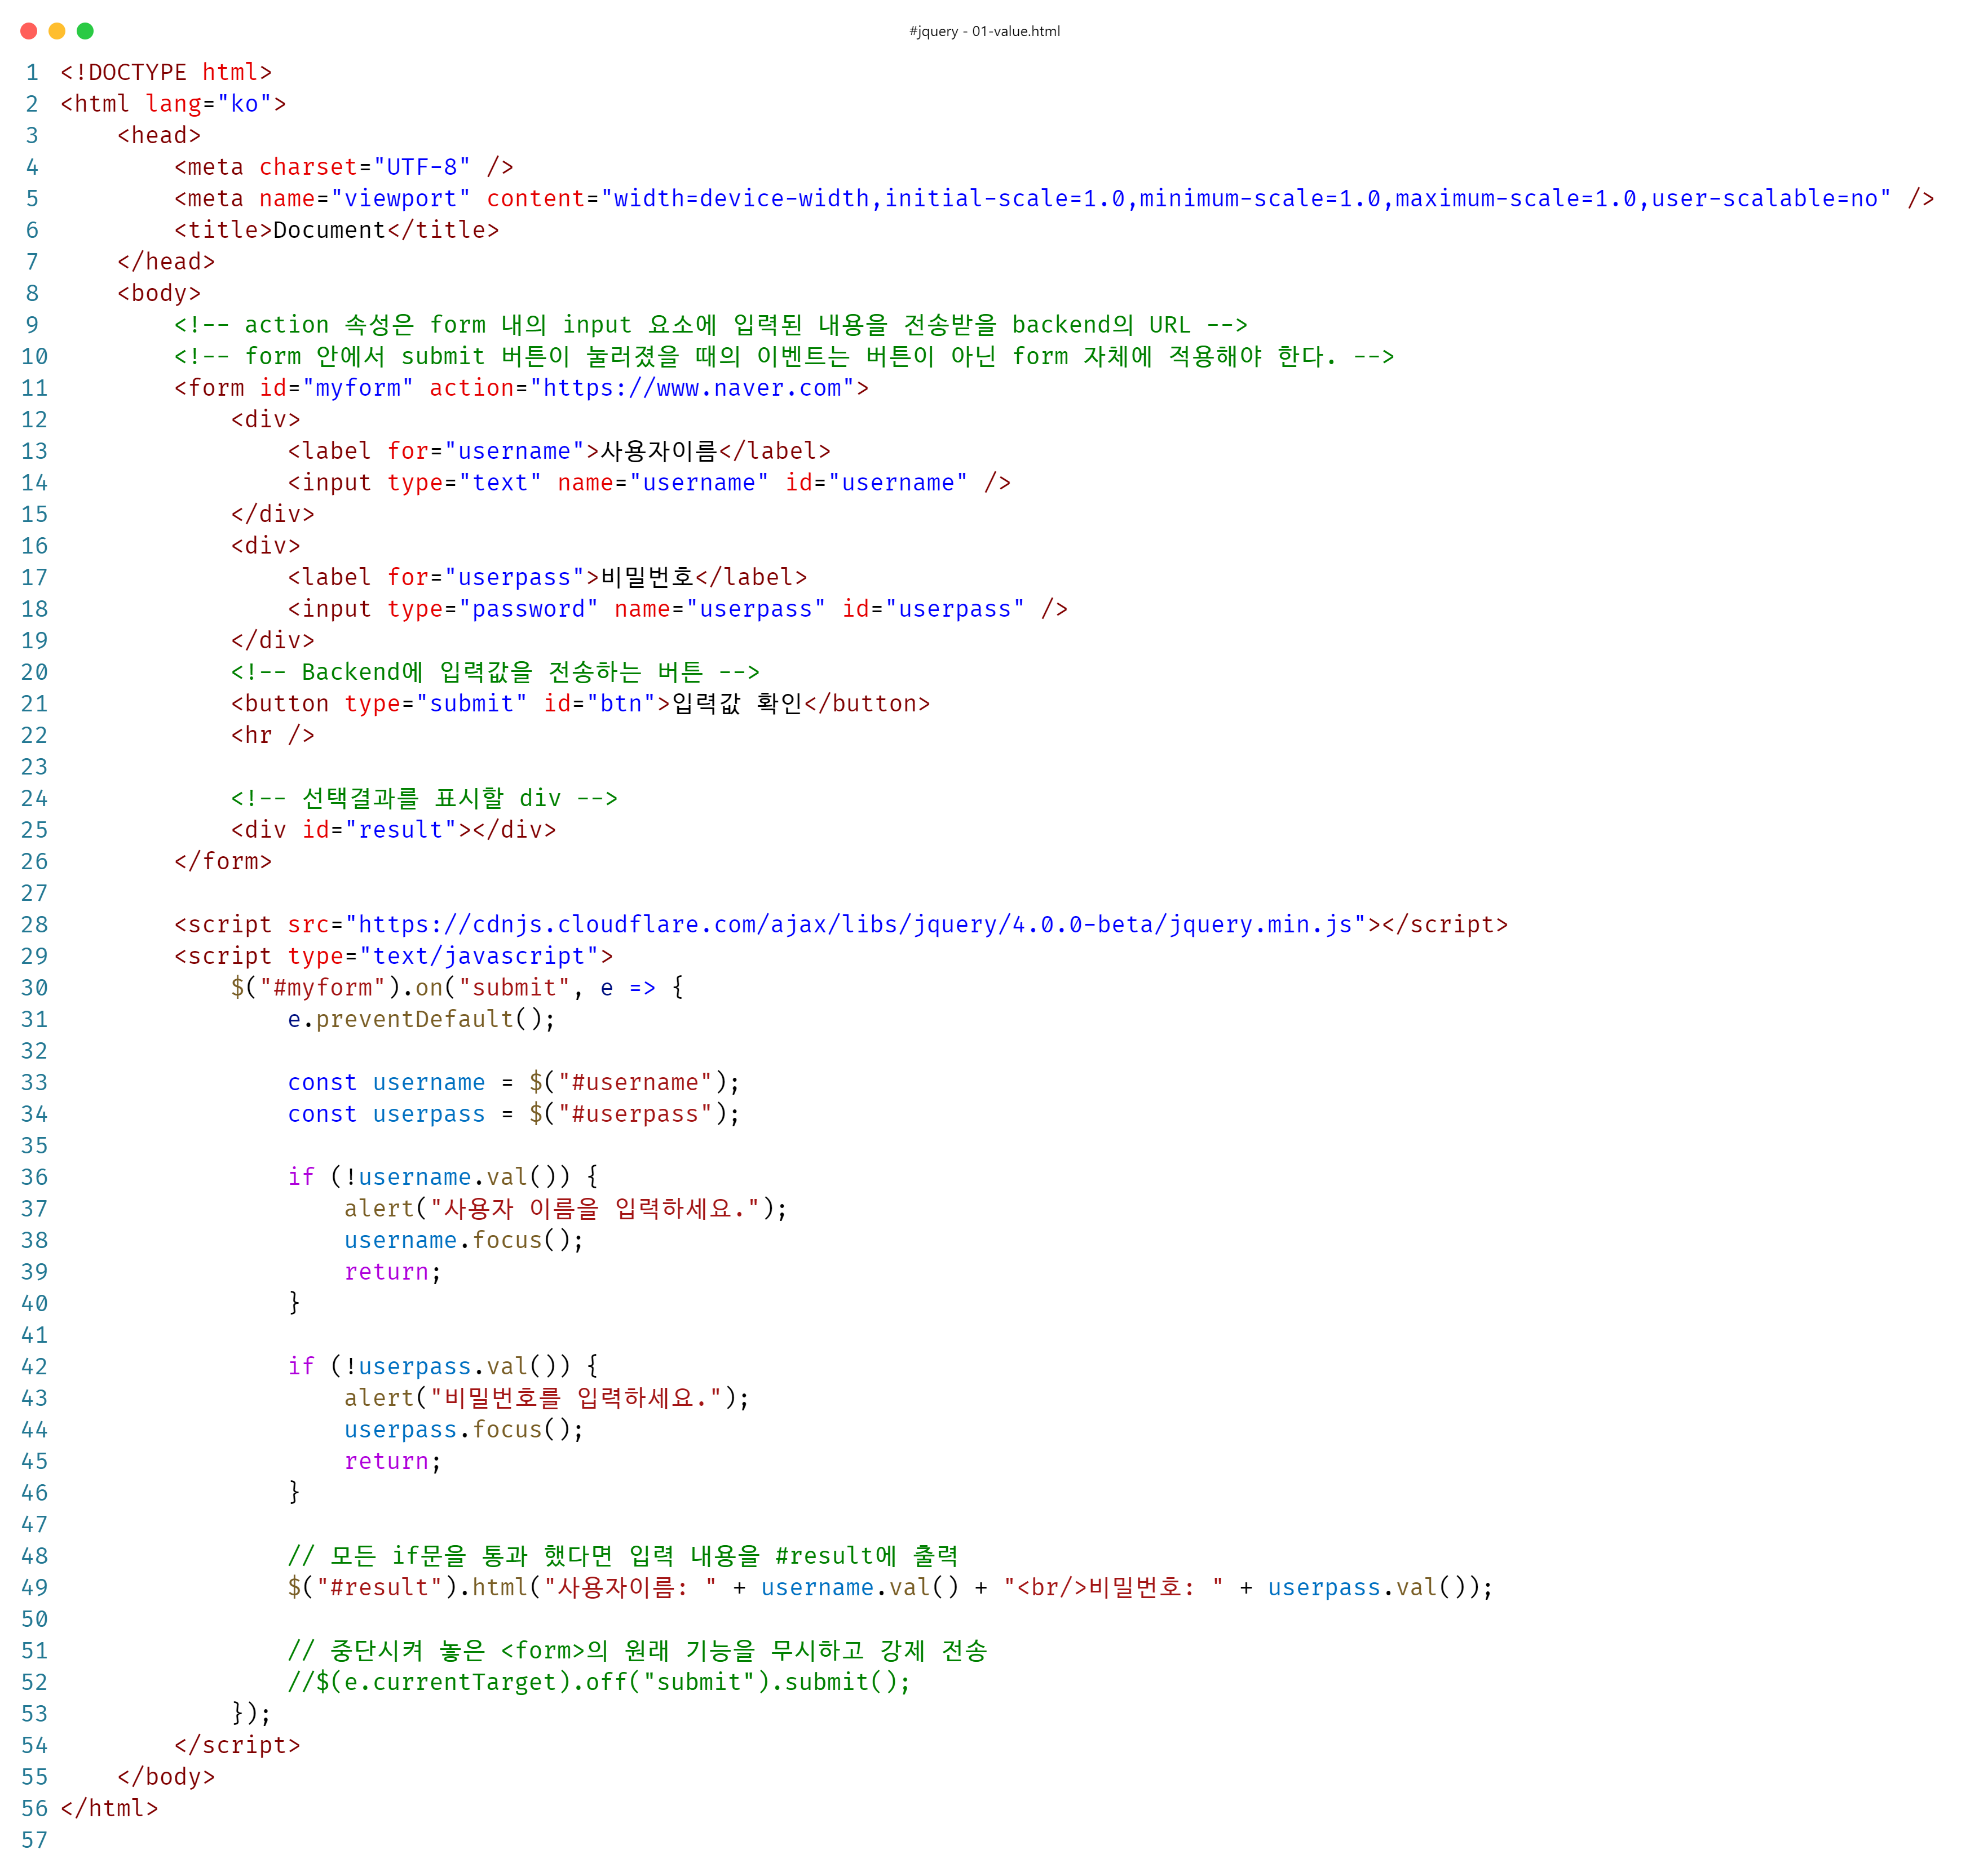 #jquery - 01-value.html
1 <!DOCTYPE html>
2 <html lang="ko">
3     <head>
4         <meta charset="UTF-8" />
5         <meta name="viewport" content="width=device-width,initial-scale=1.0,minimum-scale=1.0,maximum-scale=1.0,user-scalable=no" />
6         <title>Document</title>
7     </head>
8     <body>
9         <!-- action 속성은 form 내의 input 요소에 입력된 내용을 전송받을 backend의 URL -->
10         <!-- form 안에서 submit 버튼이 눌러졌을 때의 이벤트는 버튼이 아닌 form 자체에 적용해야 한다. -->
11         <form id="myform" action="https://www.naver.com">
12             <div>
13                 <label for="username">사용자이름</label>
14                 <input type="text" name="username" id="username" />
15             </div>
16             <div>
17                 <label for="userpass">비밀번호</label>
18                 <input type="password" name="userpass" id="userpass" />
19             </div>
20             <!-- Backend에 입력값을 전송하는 버튼 -->
21             <button type="submit" id="btn">입력값 확인</button>
22             <hr />
23
24             <!-- 선택결과를 표시할 div -->
25             <div id="result"></div>
26         </form>
27
28         <script src="https://cdnjs.cloudflare.com/ajax/libs/jquery/4.0.0-beta/jquery.min.js"></script>
29         <script type="text/javascript">
30             $("#myform").on("submit", e => {
31                 e.preventDefault();
32
33                 const username = $("#username");
34                 const userpass = $("#userpass");
35
36                 if (!username.val()) {
37                     alert("사용자 이름을 입력하세요.");
38                     username.focus();
39                     return;
40                 }
41
42                 if (!userpass.val()) {
43                     alert("비밀번호를 입력하세요.");
44                     userpass.focus();
45                     return;
46                 }
47
48                 // 모든 if문을 통과 했다면 입력 내용을 #result에 출력
49                 $("#result").html("사용자이름: " + username.val() + "<br/>비밀번호: " + userpass.val());
50
51                 // 중단시켜 놓은 <form>의 원래 기능을 무시하고 강제 전송
52                 //$(e.currentTarget).off("submit").submit();
53             });
54         </script>
55     </body>
56 </html>
57